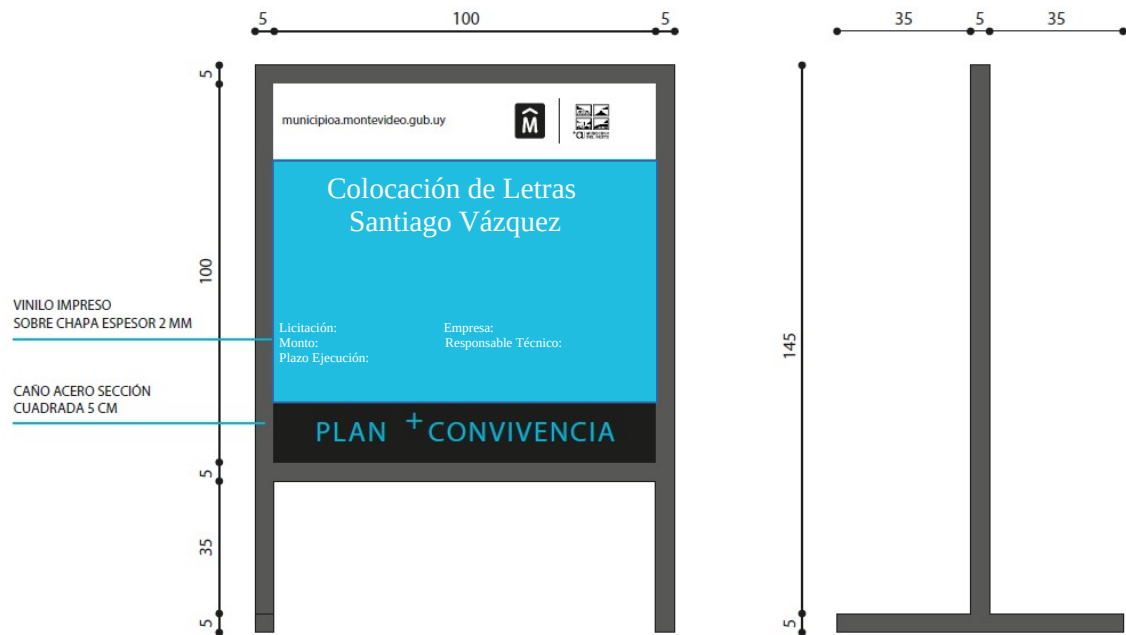 5 100 5
35 5 35
5
municipioa.montevideo.gub.uy
M
Colocación de Letras
Santiago Vázquez
100
VINILO IMPRESO
SOBRE CHAPA ESPESOR 2 MM
Licitación: Empresa:
Monto: Responsable Técnico:
Plazo Ejecución:
145
CAÑO ACERO SECCIÓN
CUADRADA 5 CM
PLAN +CONVIVENCIA
5
35
5
5